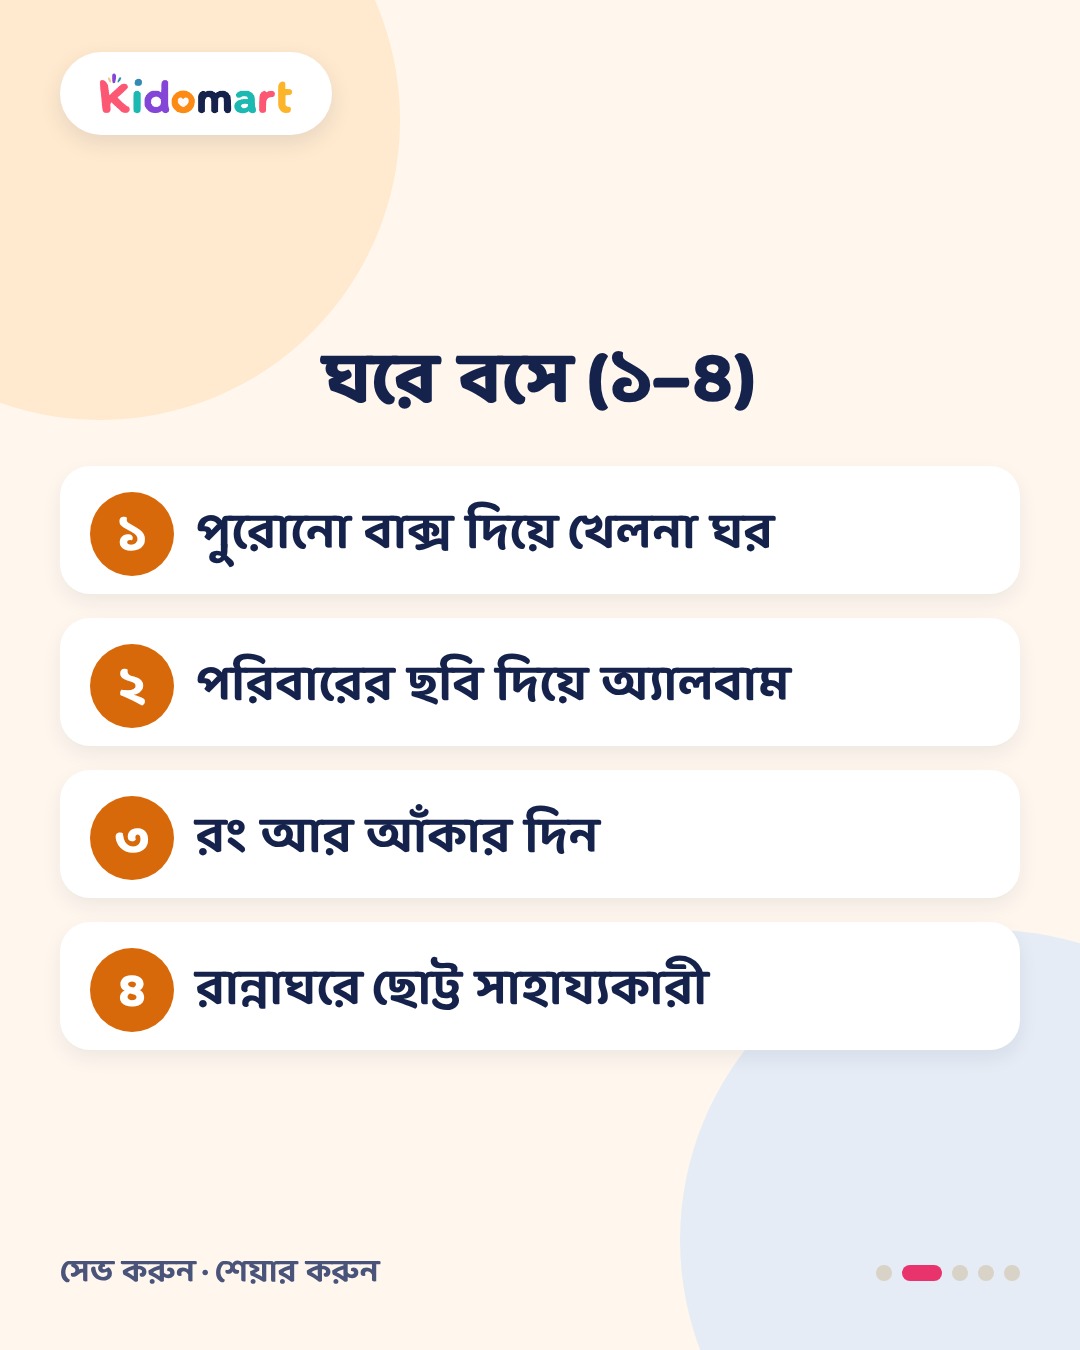 Kidomart
ঘরে বসে (১–৪)
১ পুরোনো বাক্স দিয়ে খেলনা ঘর
২ পরিবারের ছবি দিয়ে অ্যালবাম
৩ রং আর আঁকার দিন
৪ রান্নাঘরে ছোট্ট সাহায্যকারী
সেভ করুন · শেয়ার করুন